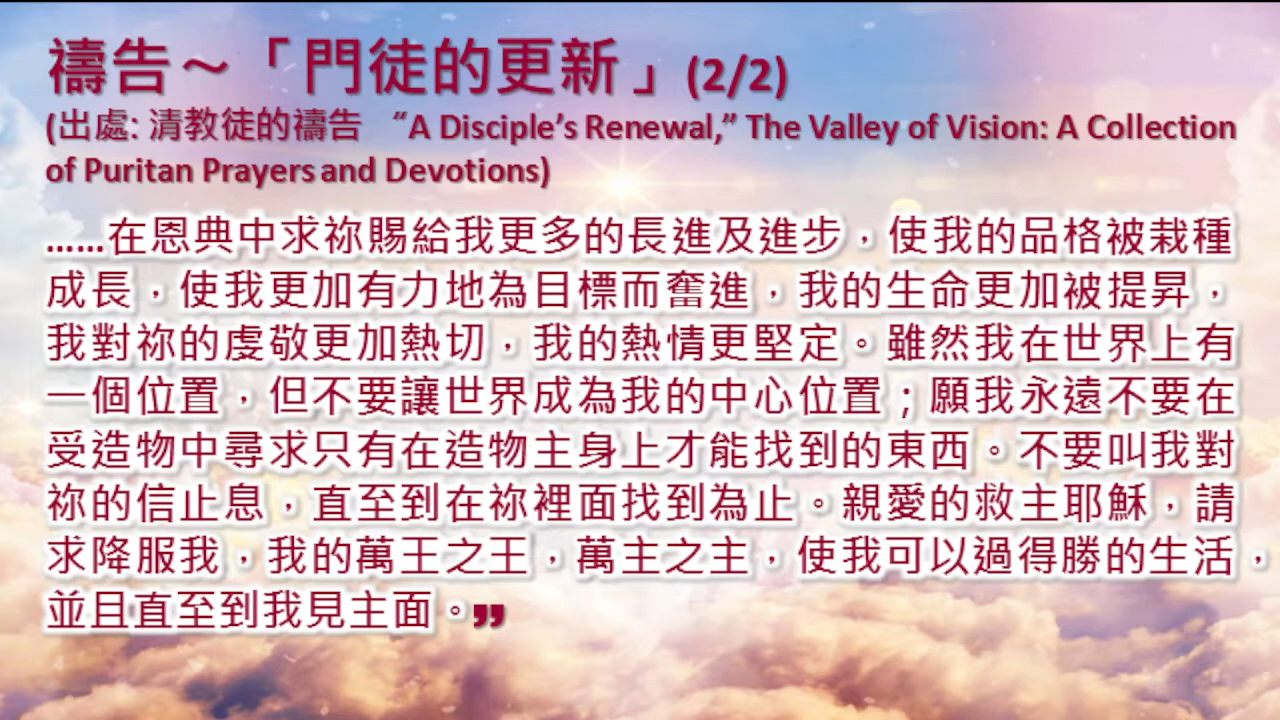 禱告～「門徒的更新」(2/2)
(出處: 清教徒的禱告 “A Disciple’s Renewal,” The Valley of Vision: A Collection
of Puritan Prayers and Devotions)
……在恩典中求祢賜給我更多的長進及進步，使我的品格被栽種
成長，使我更加有力地為目標而奮進，我的生命更加被提昇，
我對祢的虔敬更加熱切，我的熱情更堅定。雖然我在世界上有
一個位置，但不要讓世界成為我的中心位置；願我永遠不要在
受造物中尋求只有在造物主身上才能找到的東西。不要叫我對
祢的信止息，直至到在祢裡面找到為止。親愛的救主耶穌，請
求降服我，我的萬王之王，萬主之主，使我可以過得勝的生活，
並且直至到我見主面。”